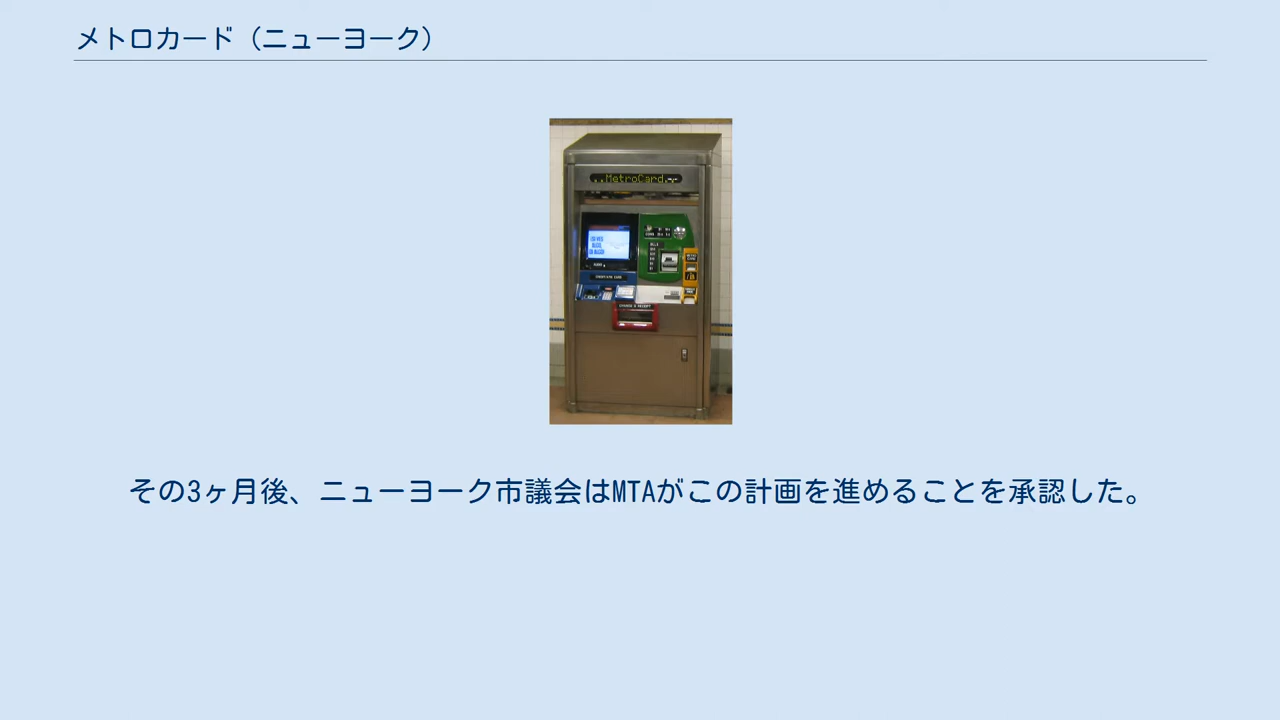 メトロカード（ニューヨーク）
..MetroCard..
その3ヶ月後、ニューヨーク市議会はMTAがこの計画を進めることを承認した。